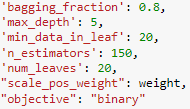 'bagging_fraction': 0.8,
'max_depth': 5,
'min_data_in_leaf': 20,
'n_estimators': 150,
'num_leaves': 20,
"scale_pos_weight": weight,
"objective": "binary"